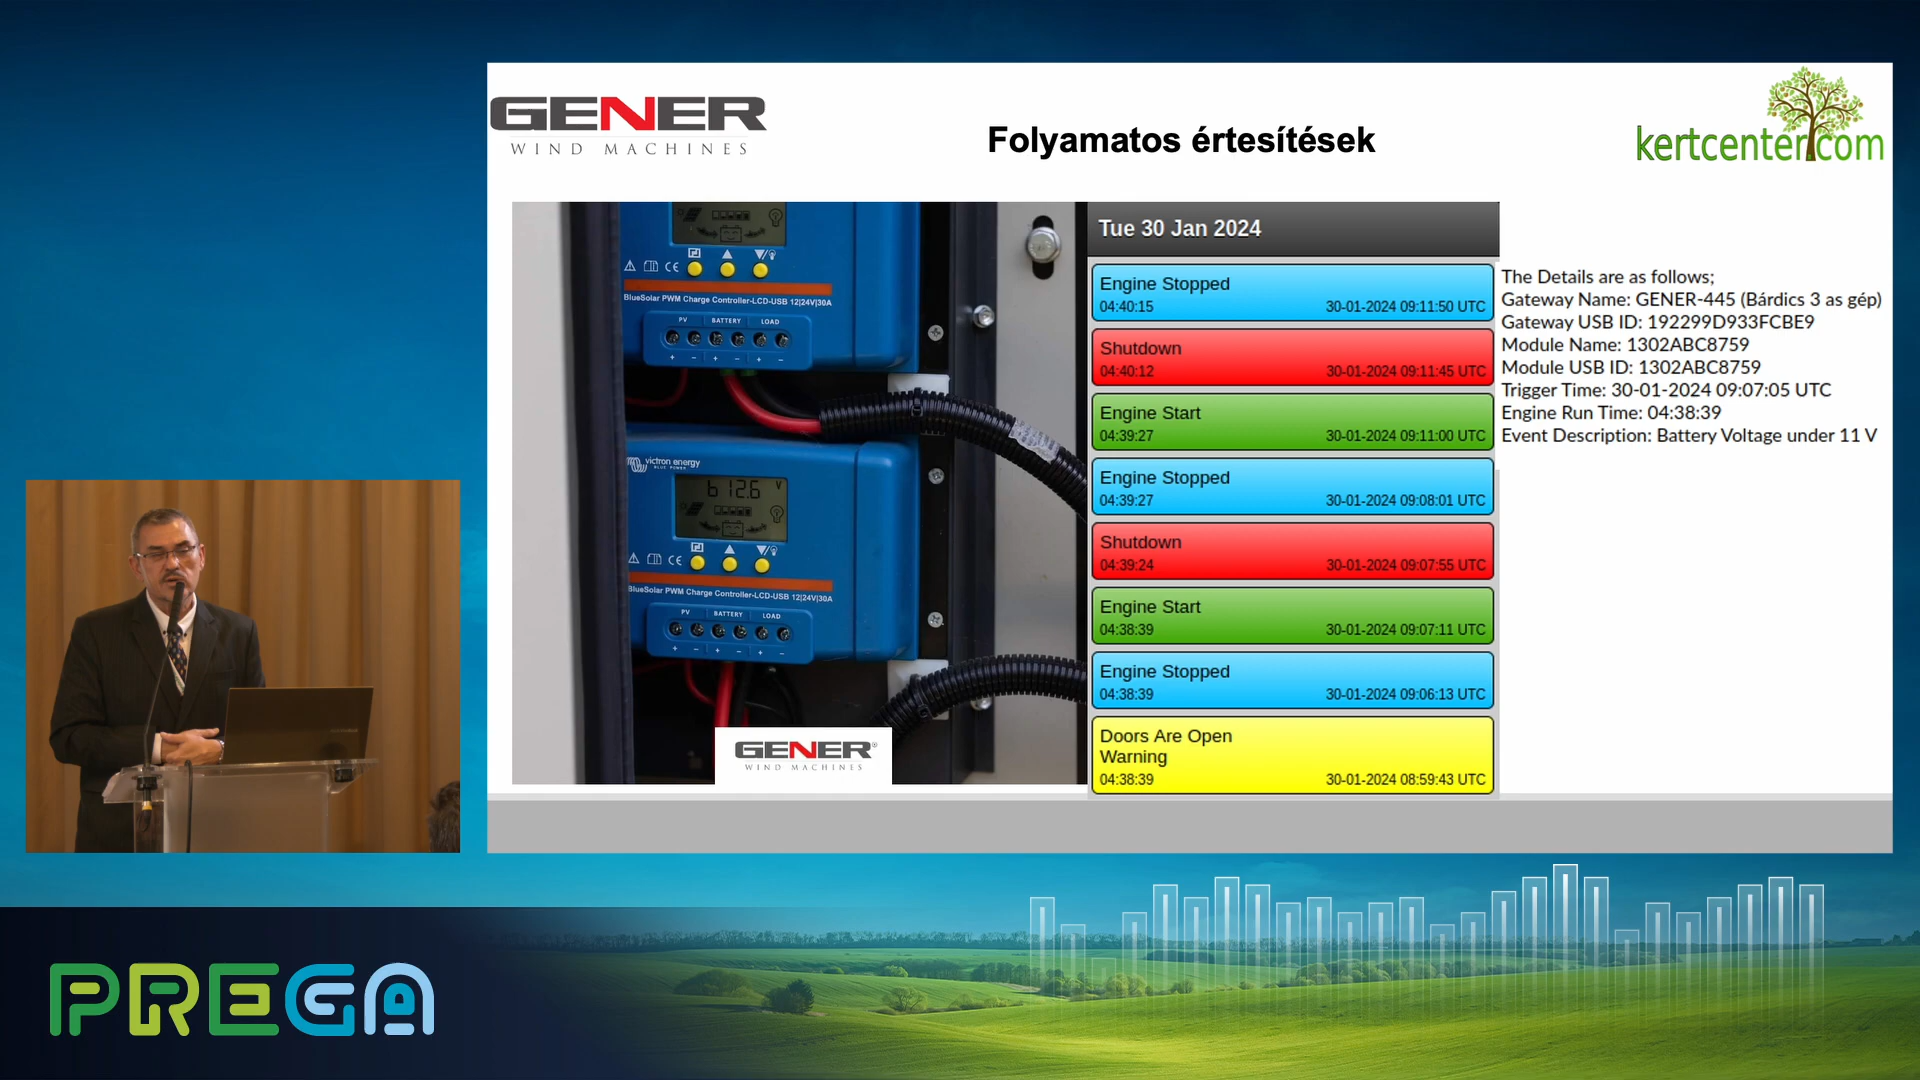 GENER
WIND MACHINES
Folyamatos értesítések
kertcenter.com
BlueSolar PWM Charge Controller-LCD-USB 12|24V|30A
PV BATTERY LOAD
victron energy
BLUE POWER
b 12.6 V
BlueSolar PWM Charge Controller-LCD-USB 12|24V|30A
PV BATTERY LOAD
GENER®
WIND MACHINES
Tue 30 Jan 2024
Engine Stopped
04:40:15 30-01-2024 09:11:50 UTC
Shutdown
04:40:12 30-01-2024 09:11:45 UTC
Engine Start
04:39:27 30-01-2024 09:11:00 UTC
Engine Stopped
04:39:27 30-01-2024 09:08:01 UTC
Shutdown
04:39:24 30-01-2024 09:07:55 UTC
Engine Start
04:38:39 30-01-2024 09:07:11 UTC
Engine Stopped
04:38:39 30-01-2024 09:06:13 UTC
Doors Are Open
Warning
04:38:39 30-01-2024 08:59:43 UTC
The Details are as follows;
Gateway Name: GENER-445 (Bárdics 3 as gép)
Gateway USB ID: 192299D933FCBE9
Module Name: 1302ABC8759
Module USB ID: 1302ABC8759
Trigger Time: 30-01-2024 09:07:05 UTC
Engine Run Time: 04:38:39
Event Description: Battery Voltage under 11 V
PREGA